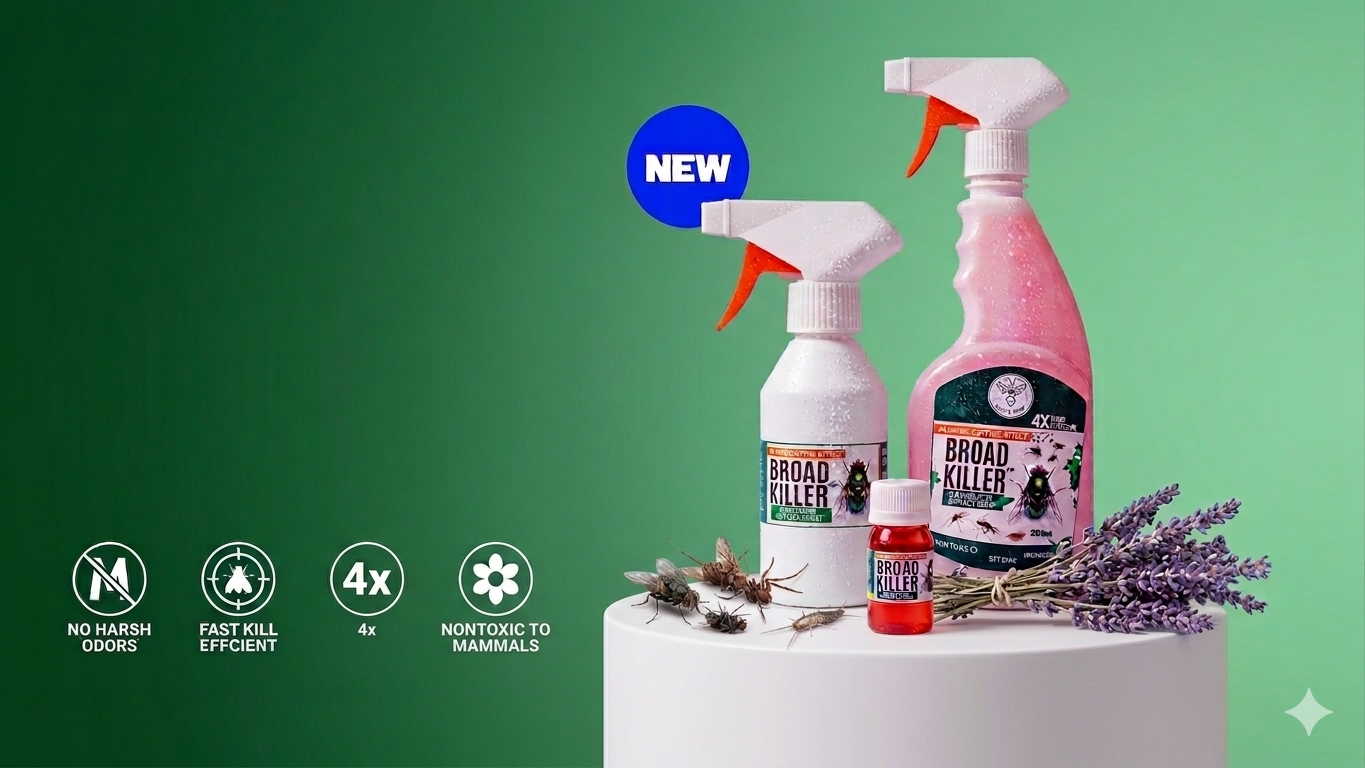 NEW
4X
BROAD
KILLER
BROAD
KILLER
BROAD
KILLER
M
4x
NO HARSH
ODORS
FAST KILL
EFFCIENT
4x
NONTOXIC TO
MAMMALS